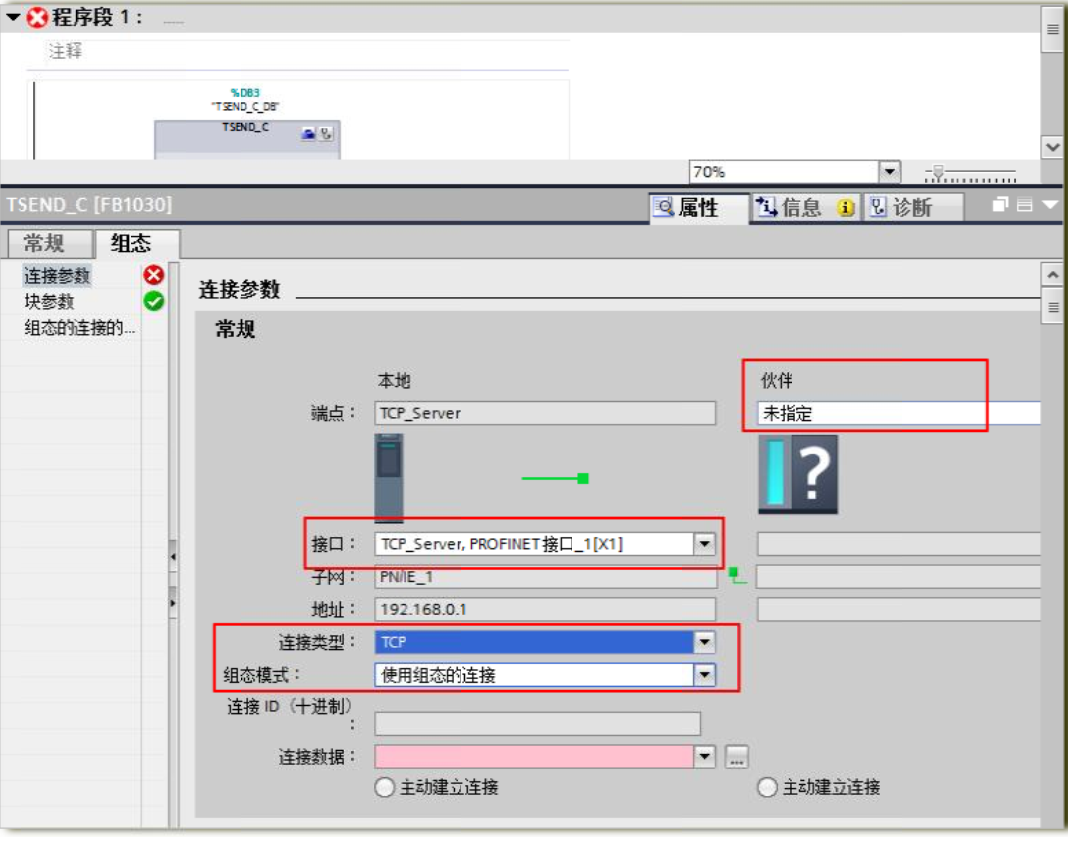 程序段 1： ......
注释
%DB3
"TSEND_C_DB"
TSEND_C
70%
TSEND_C [FB1030]
属性
信息
诊断
常规
组态
连接参数
块参数
组态的连接的...
连接参数
常规
本地
伙伴
端点：
TCP_Server
未指定
?
接口：
TCP_Server, PROFINET接口_1[X1]
子网：
PN/IE_1
地址：
192.168.0.1
连接类型：
TCP
组态模式：
使用组态的连接
连接 ID（十进制）
：
连接数据：
...
主动建立连接
主动建立连接